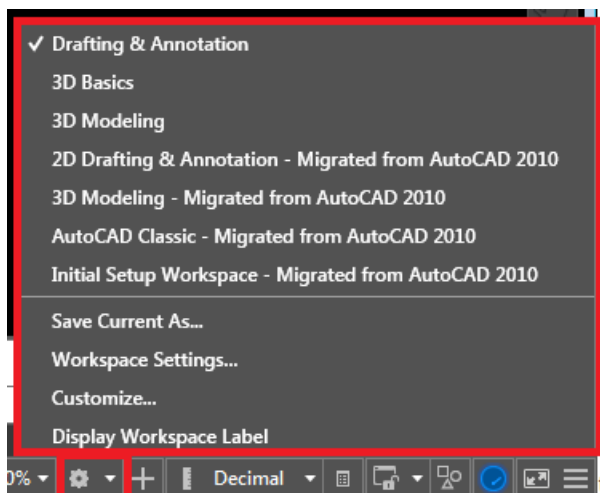 ✓ Drafting & Annotation
3D Basics
3D Modeling
2D Drafting & Annotation - Migrated from AutoCAD 2010
3D Modeling - Migrated from AutoCAD 2010
AutoCAD Classic - Migrated from AutoCAD 2010
Initial Setup Workspace - Migrated from AutoCAD 2010
Save Current As...
Workspace Settings...
Customize...
Display Workspace Label
0% Decimal